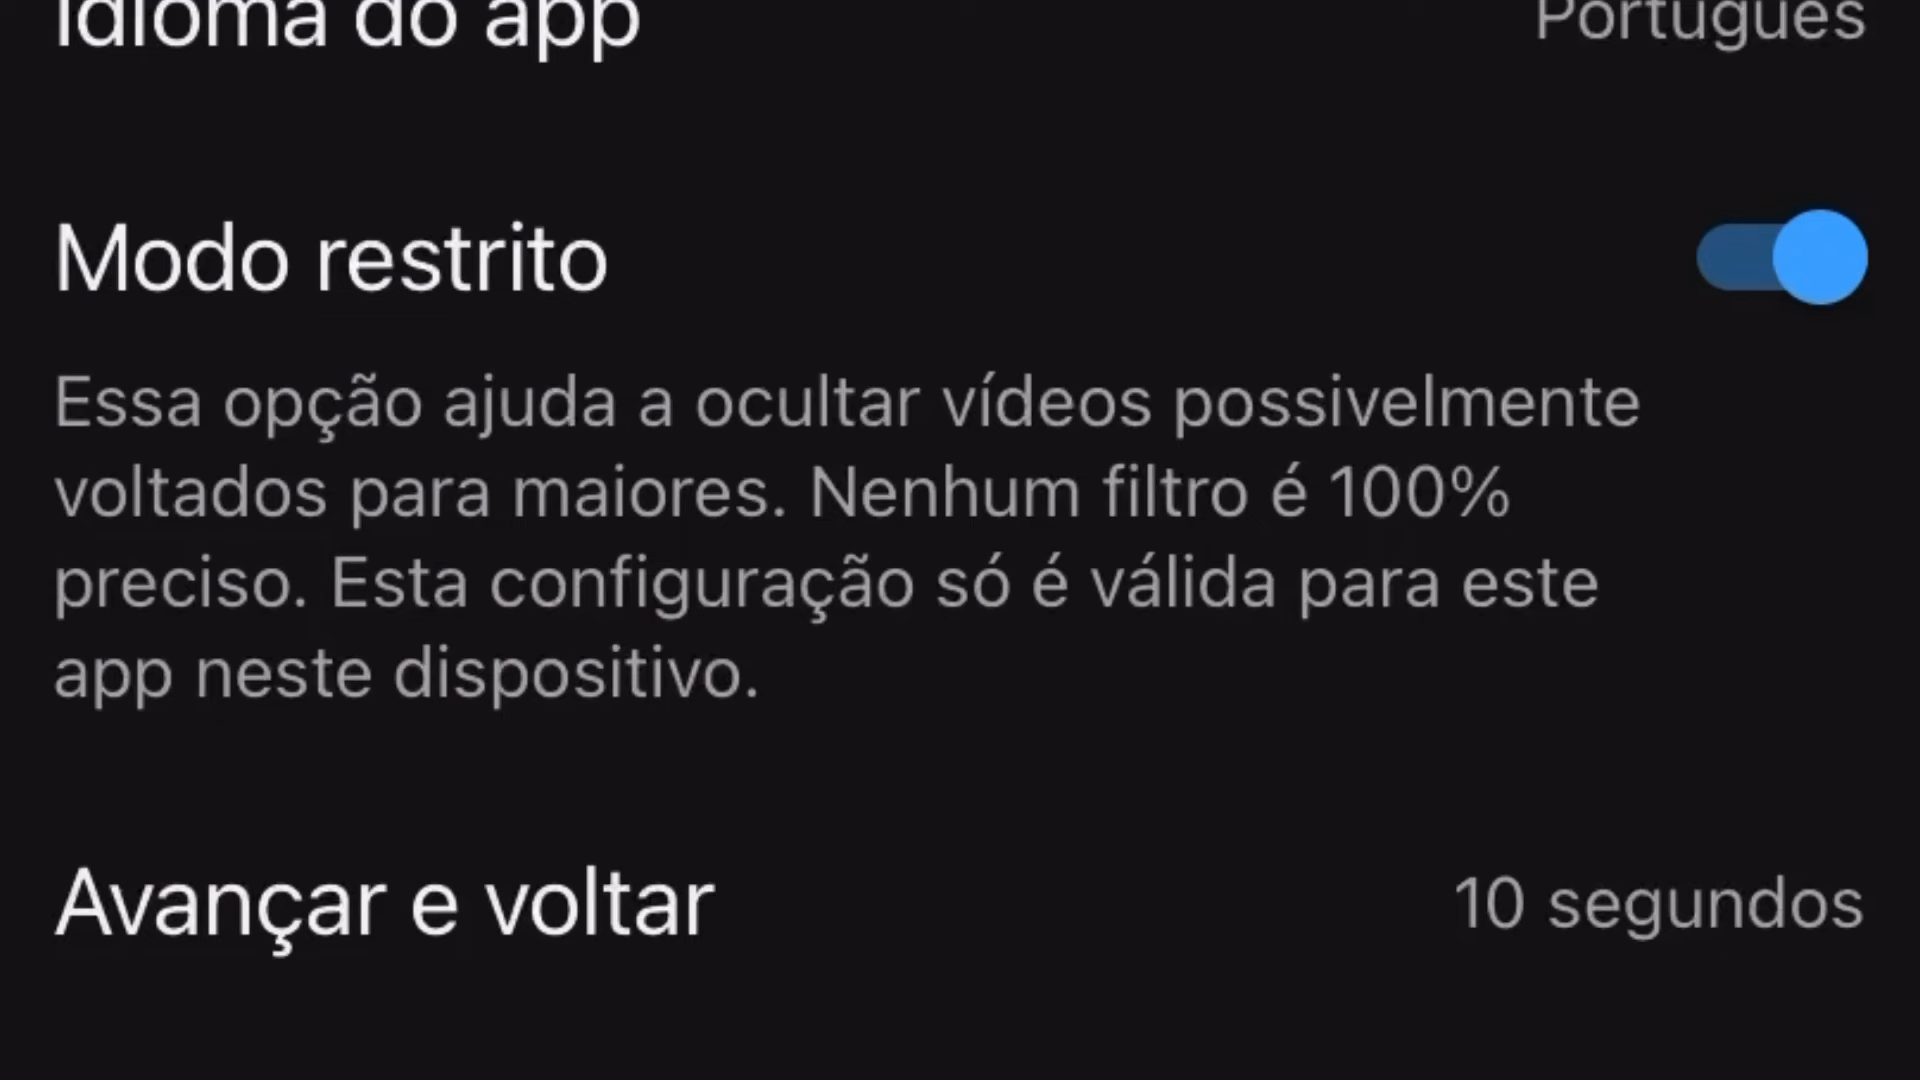 Idioma do app
Português
Modo restrito
Essa opção ajuda a ocultar vídeos possivelmente
voltados para maiores. Nenhum filtro é 100%
preciso. Esta configuração só é válida para este
app neste dispositivo.
Avançar e voltar
10 segundos